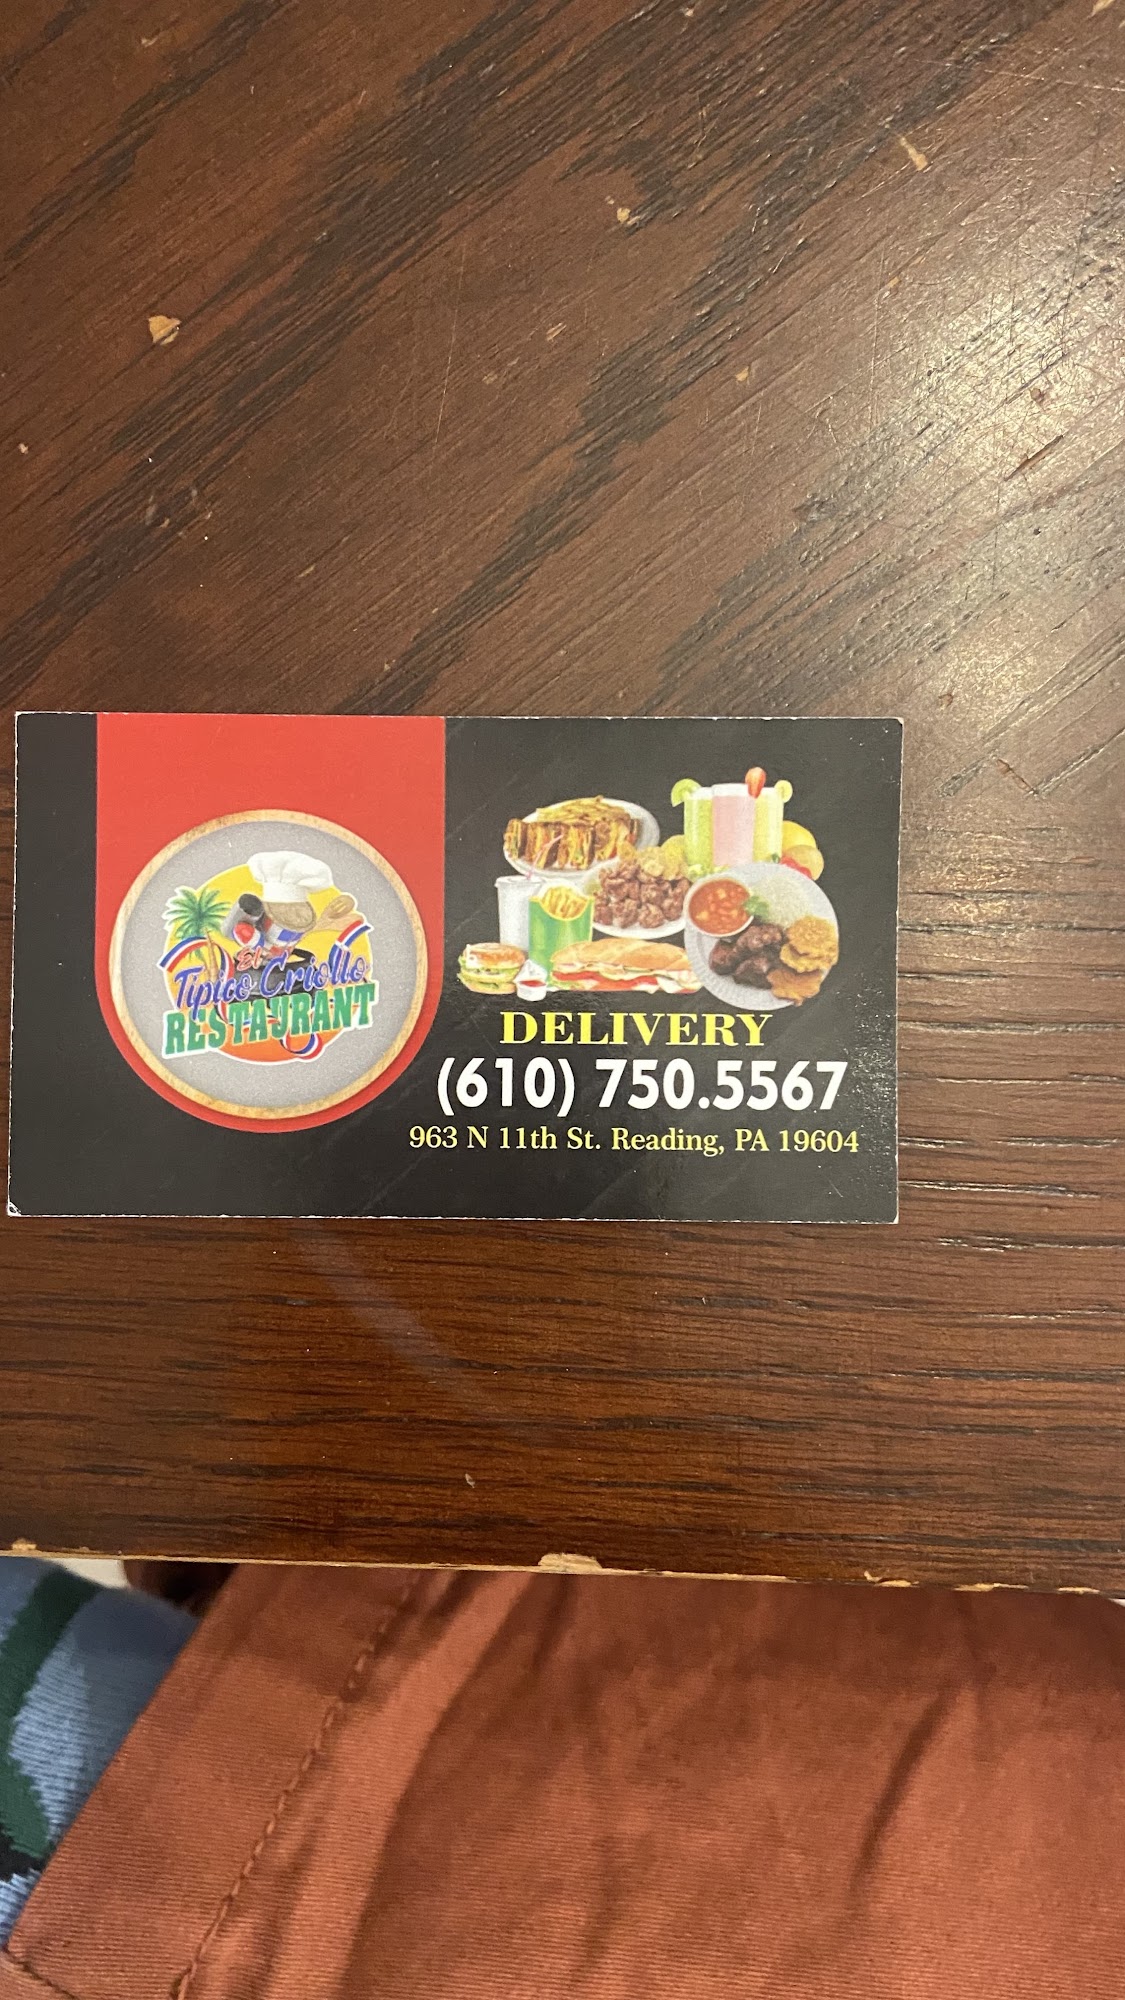 El
Tipico Criollo
RESTAURANT
DELIVERY
(610) 750.5567
963 N 11th St. Reading, PA 19604